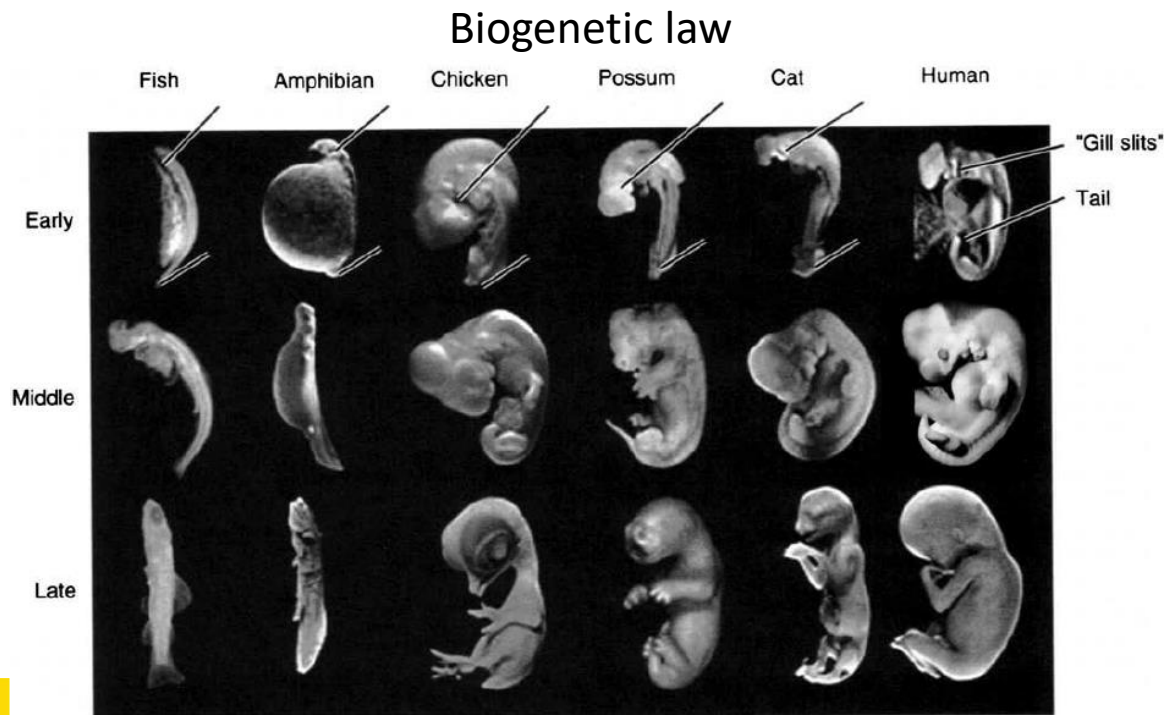 Biogenetic law
Fish Amphibian Chicken Possum Cat Human
"Gill slits"
Tail
Early
Middle
Late